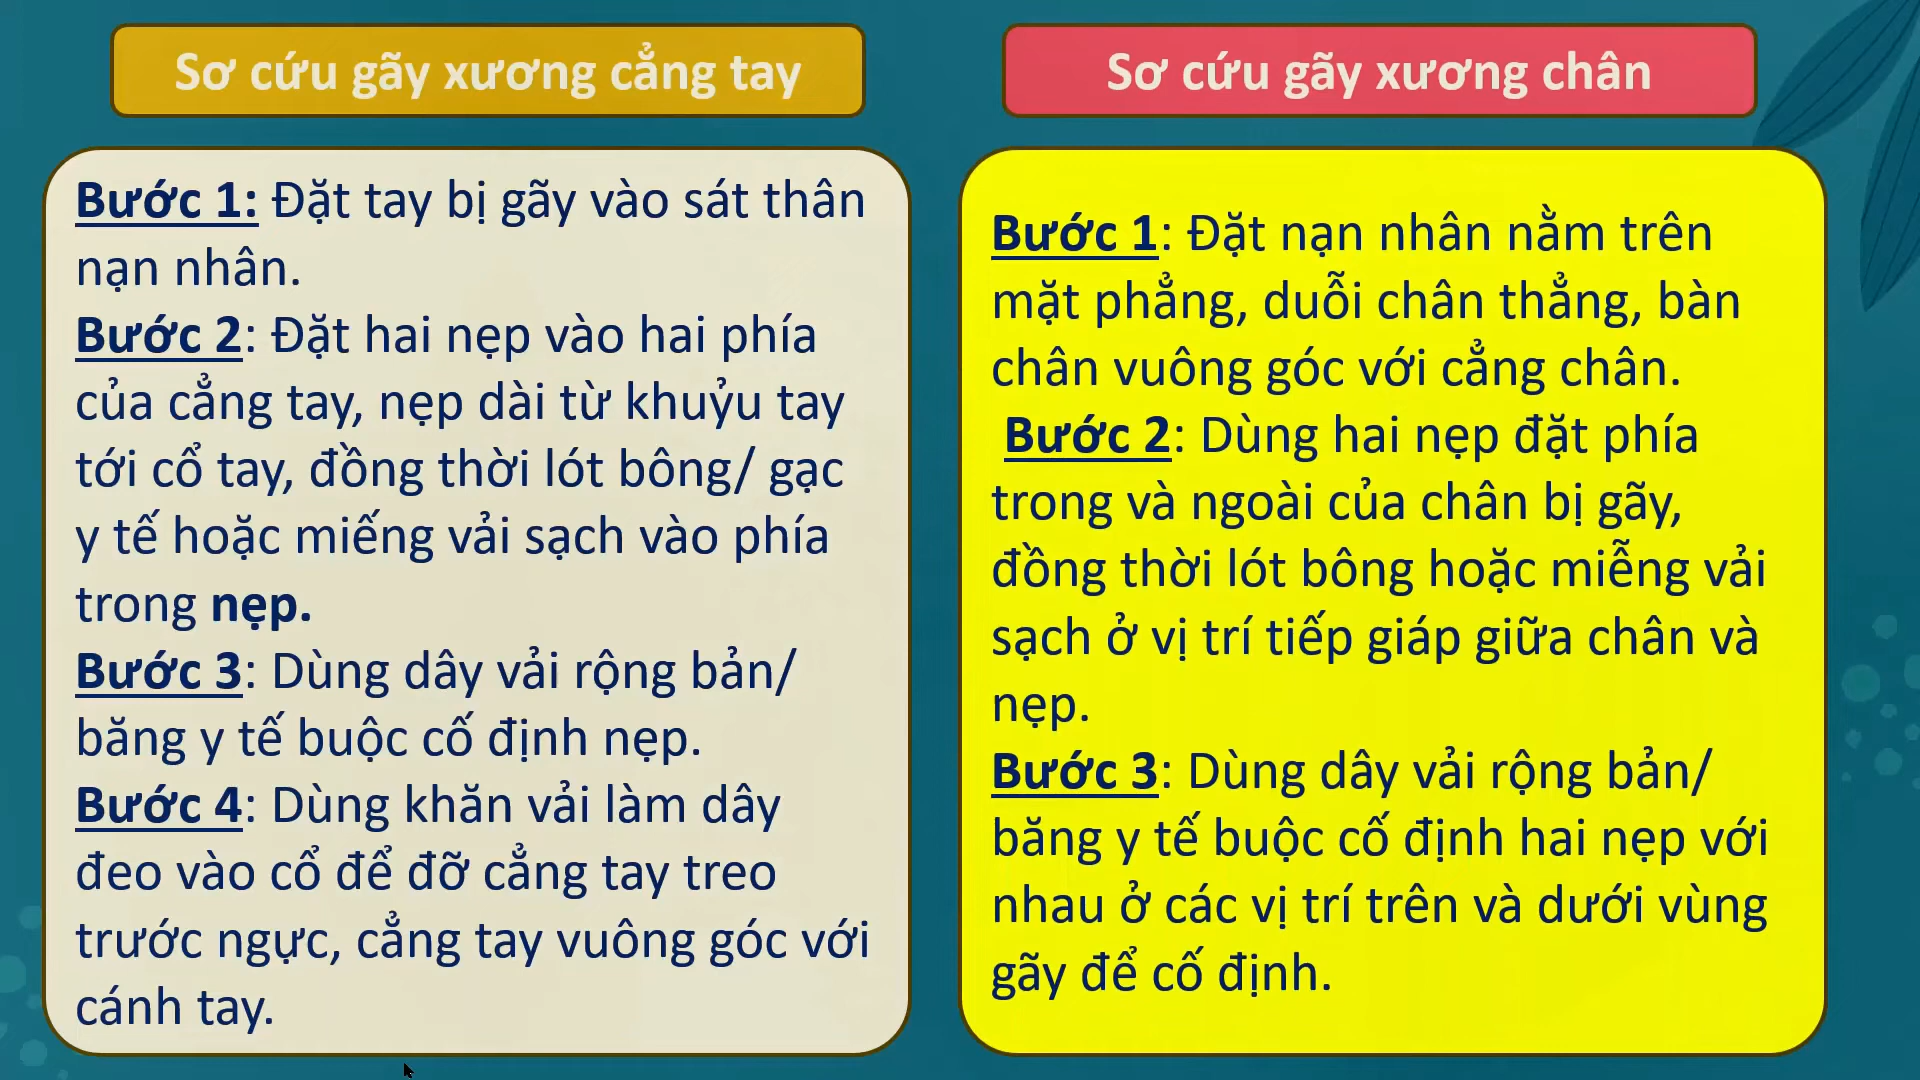 Sơ cứu gãy xương cẳng tay
Bước 1: Đặt tay bị gãy vào sát thân
nạn nhân.
Bước 2: Đặt hai nẹp vào hai phía
của cẳng tay, nẹp dài từ khuỷu tay
tới cổ tay, đồng thời lót bông/ gạc
y tế hoặc miếng vải sạch vào phía
trong nẹp.
Bước 3: Dùng dây vải rộng bản/
băng y tế buộc cố định nẹp.
Bước 4: Dùng khăn vải làm dây
đeo vào cổ để đỡ cẳng tay treo
trước ngực, cẳng tay vuông góc với
cánh tay.
Sơ cứu gãy xương chân
Bước 1: Đặt nạn nhân nằm trên
mặt phẳng, duỗi chân thẳng, bàn
chân vuông góc với cẳng chân.
Bước 2: Dùng hai nẹp đặt phía
trong và ngoài của chân bị gãy,
đồng thời lót bông hoặc miễng vải
sạch ở vị trí tiếp giáp giữa chân và
nẹp.
Bước 3: Dùng dây vải rộng bản/
băng y tế buộc cố định hai nẹp với
nhau ở các vị trí trên và dưới vùng
gãy để cố định.